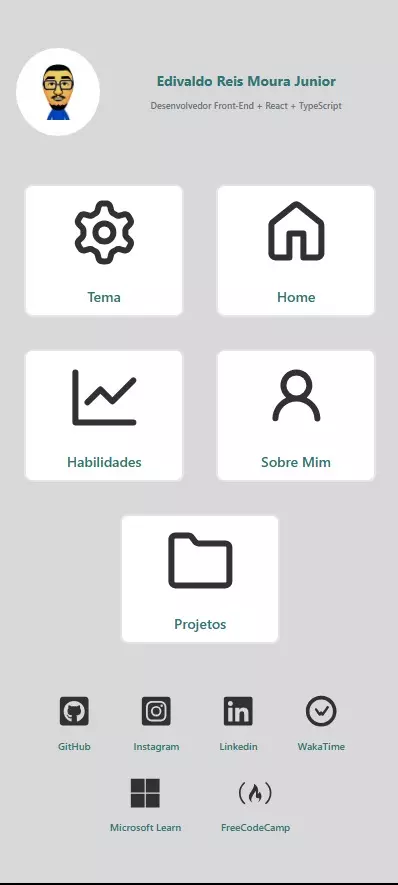 Edivaldo Reis Moura Junior
Desenvolvedor Front-End + React + TypeScript
Tema
Home
Habilidades
Sobre Mim
Projetos
GitHub
Instagram
Linkedin
WakaTime
Microsoft Learn
FreeCodeCamp